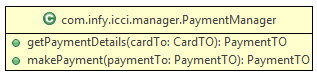 C com.infy.icci.manager.PaymentManager
getPaymentDetails(cardTo: CardTO): PaymentTO
makePayment(paymentTo: PaymentTO): PaymentTO